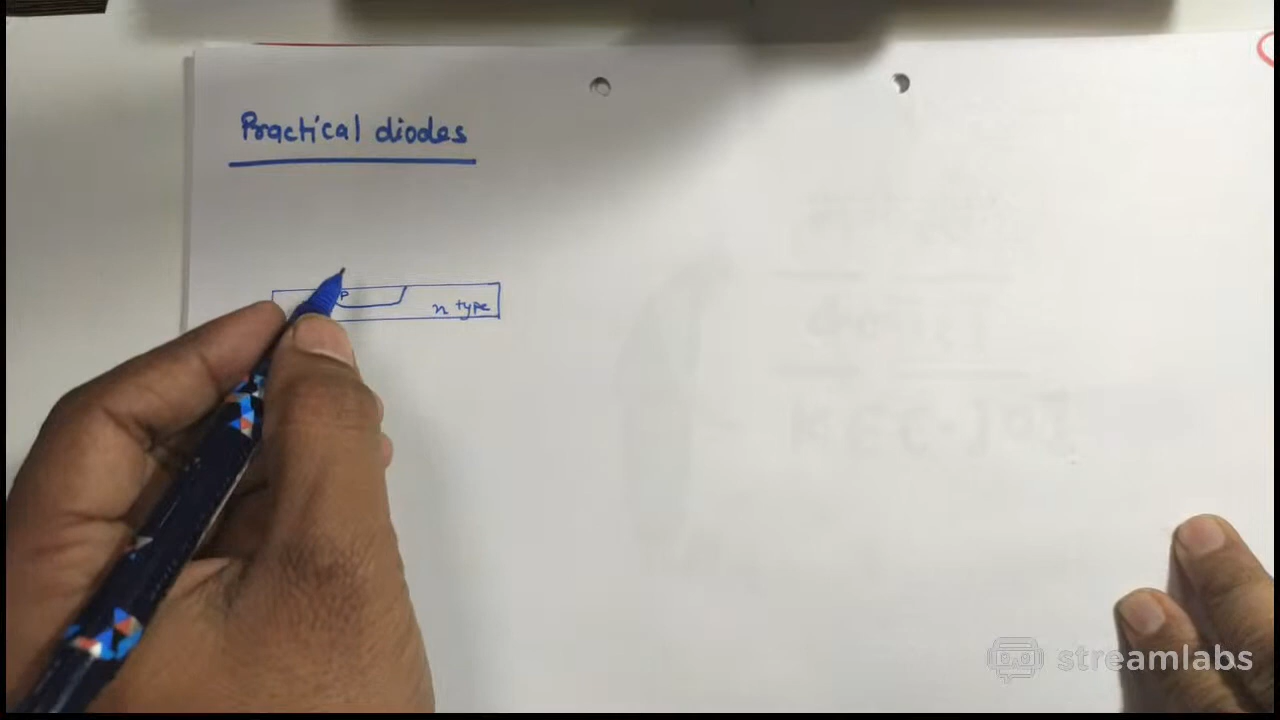 Practical diodes
P
n type
streamlabs